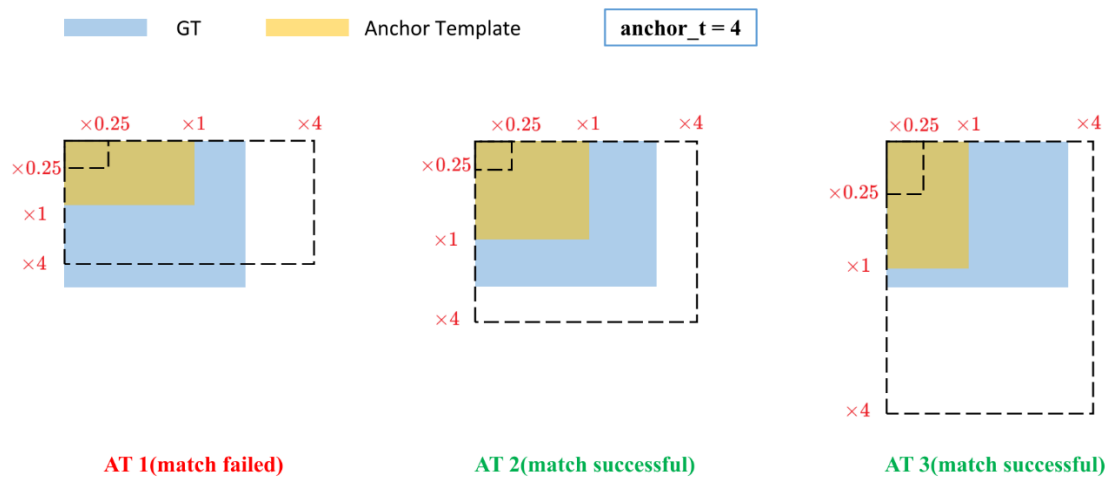 GT
Anchor Template
anchor_t = 4
×0.25 ×1 ×4
×0.25
×1
×4
AT 1(match failed)
×0.25 ×1 ×4
×0.25
×1
×4
AT 2(match successful)
×0.25 ×1 ×4
×0.25
×1
×4
AT 3(match successful)